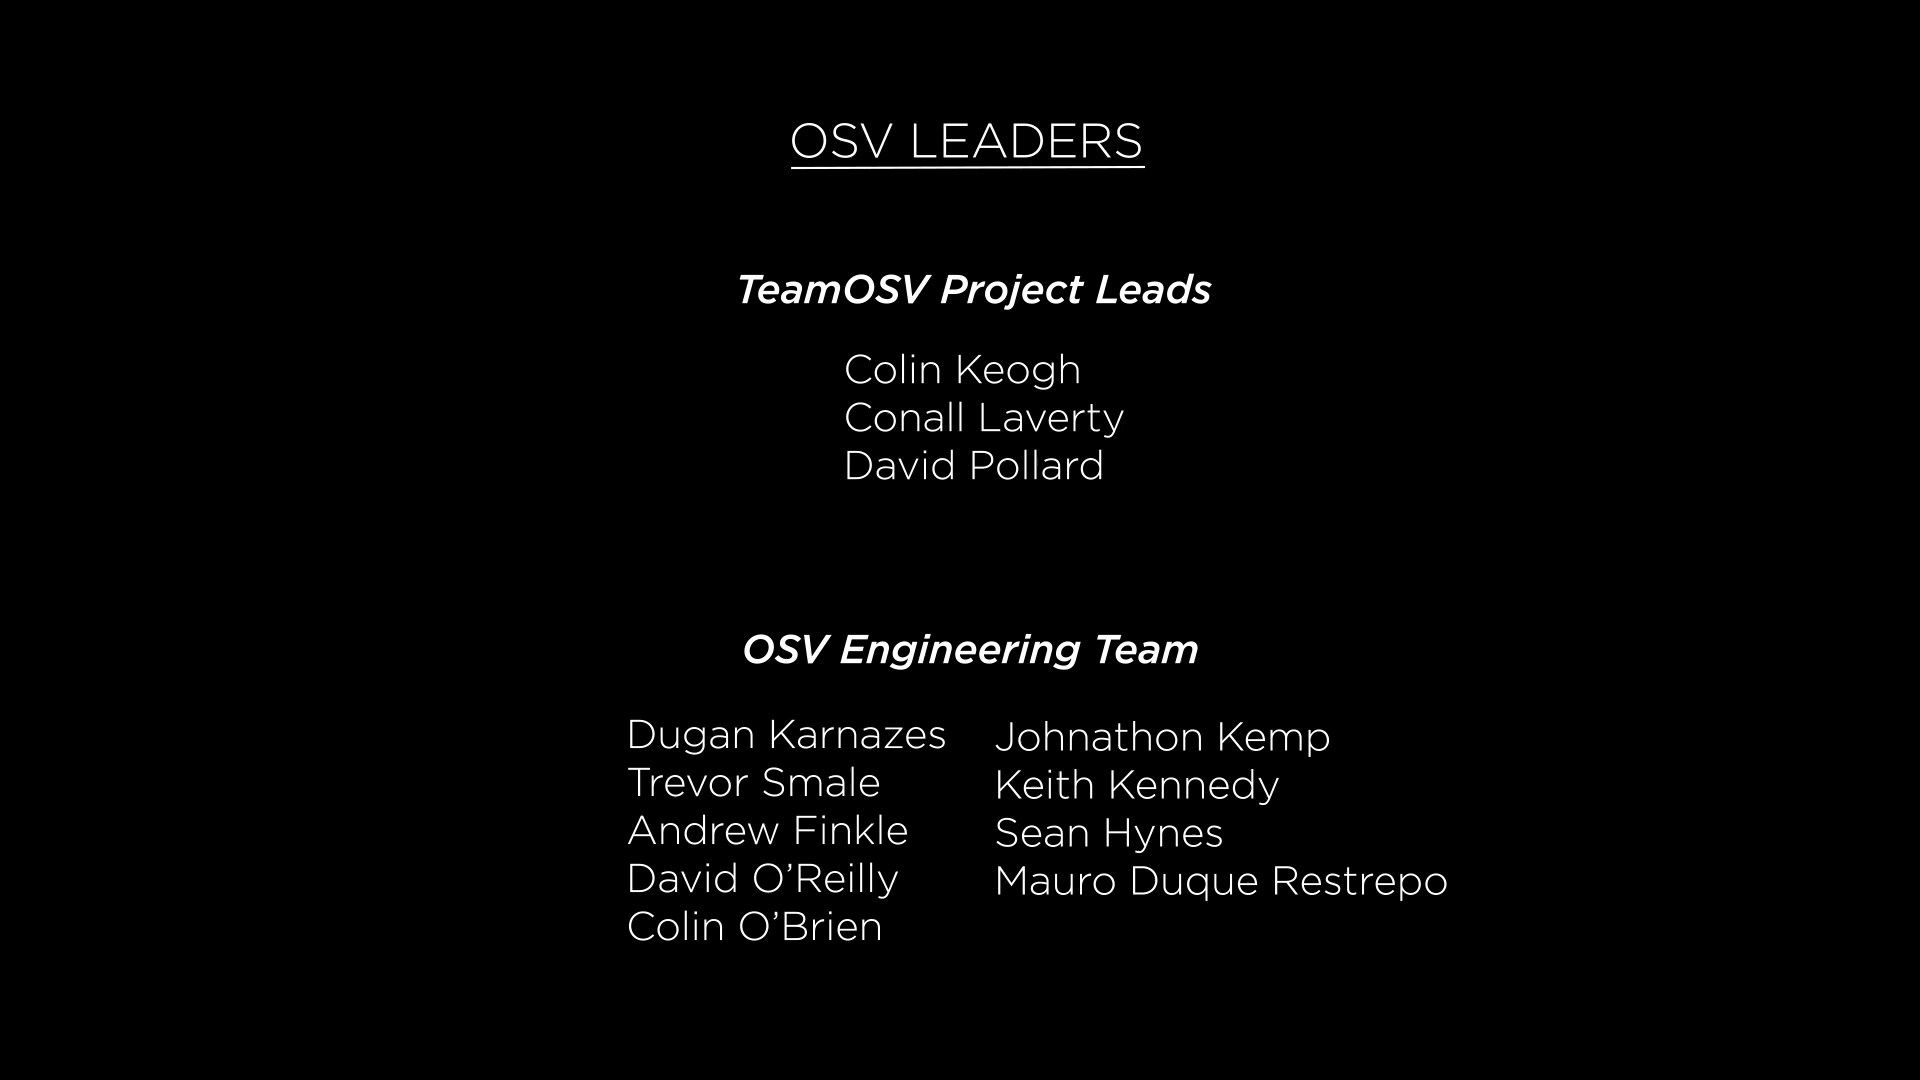 OSV LEADERS
TeamOSV Project Leads
Colin Keogh
Conall Laverty
David Pollard
OSV Engineering Team
Dugan Karnazes
Trevor Smale
Andrew Finkle
David O’Reilly
Colin O’Brien
Johnathon Kemp
Keith Kennedy
Sean Hynes
Mauro Duque Restrepo